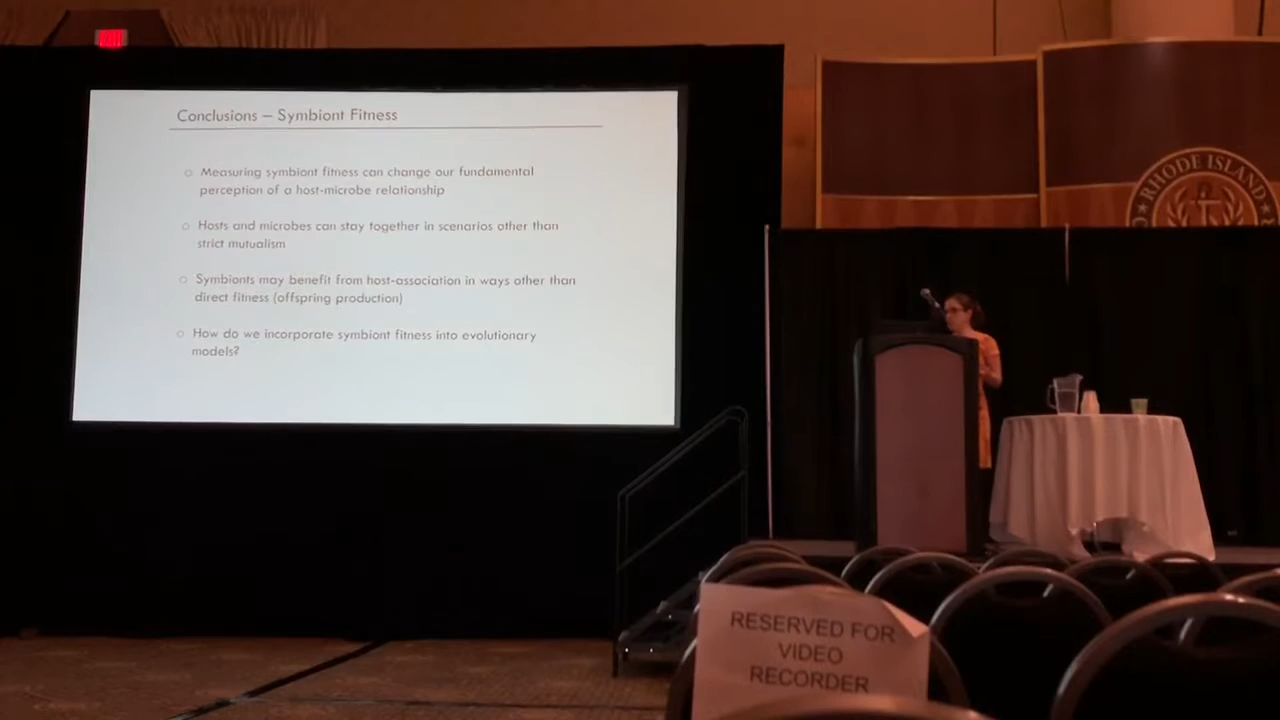 EXIT
Conclusions – Symbiont Fitness
○ Measuring symbiont fitness can change our fundamental
perception of a host-microbe relationship
○ Hosts and microbes can stay together in scenarios other than
strict mutualism
○ Symbionts may benefit from host-association in ways other than
direct fitness (offspring production)
○ How do we incorporate symbiont fitness into evolutionary
models?
RHODE ISLAND
RESERVED FOR
VIDEO
RECORDER